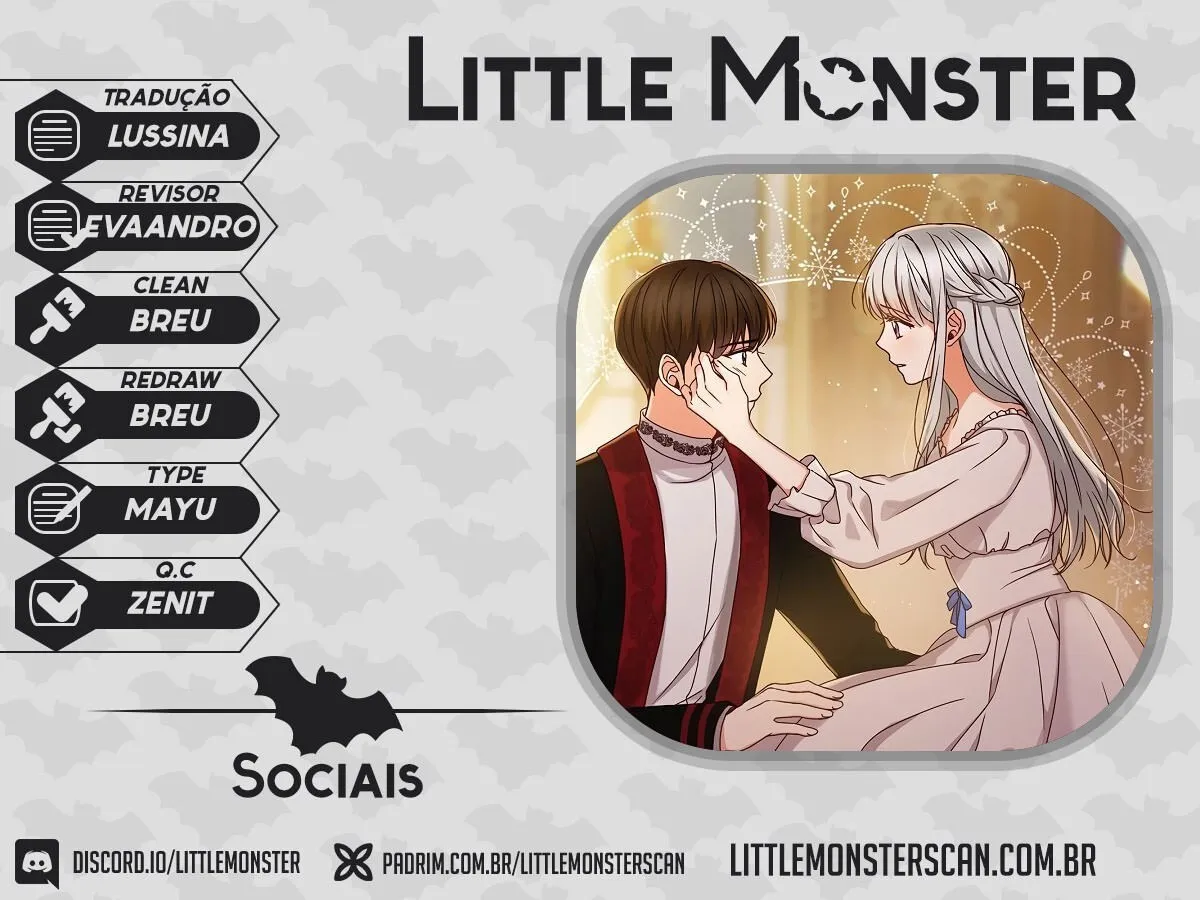 LITTLE MONSTER
TRADUÇÃO
LUSSINA
REVISOR
EVAANDRO
CLEAN
BREU
REDRAW
BREU
TYPE
MAYU
Q.C
ZENIT
SOCIAIS
DISCORD.IO/LITTLEMONSTER
PADRIM.COM.BR/LITTLEMONSTERSCAN
LITTLEMONSTERSCAN.COM.BR